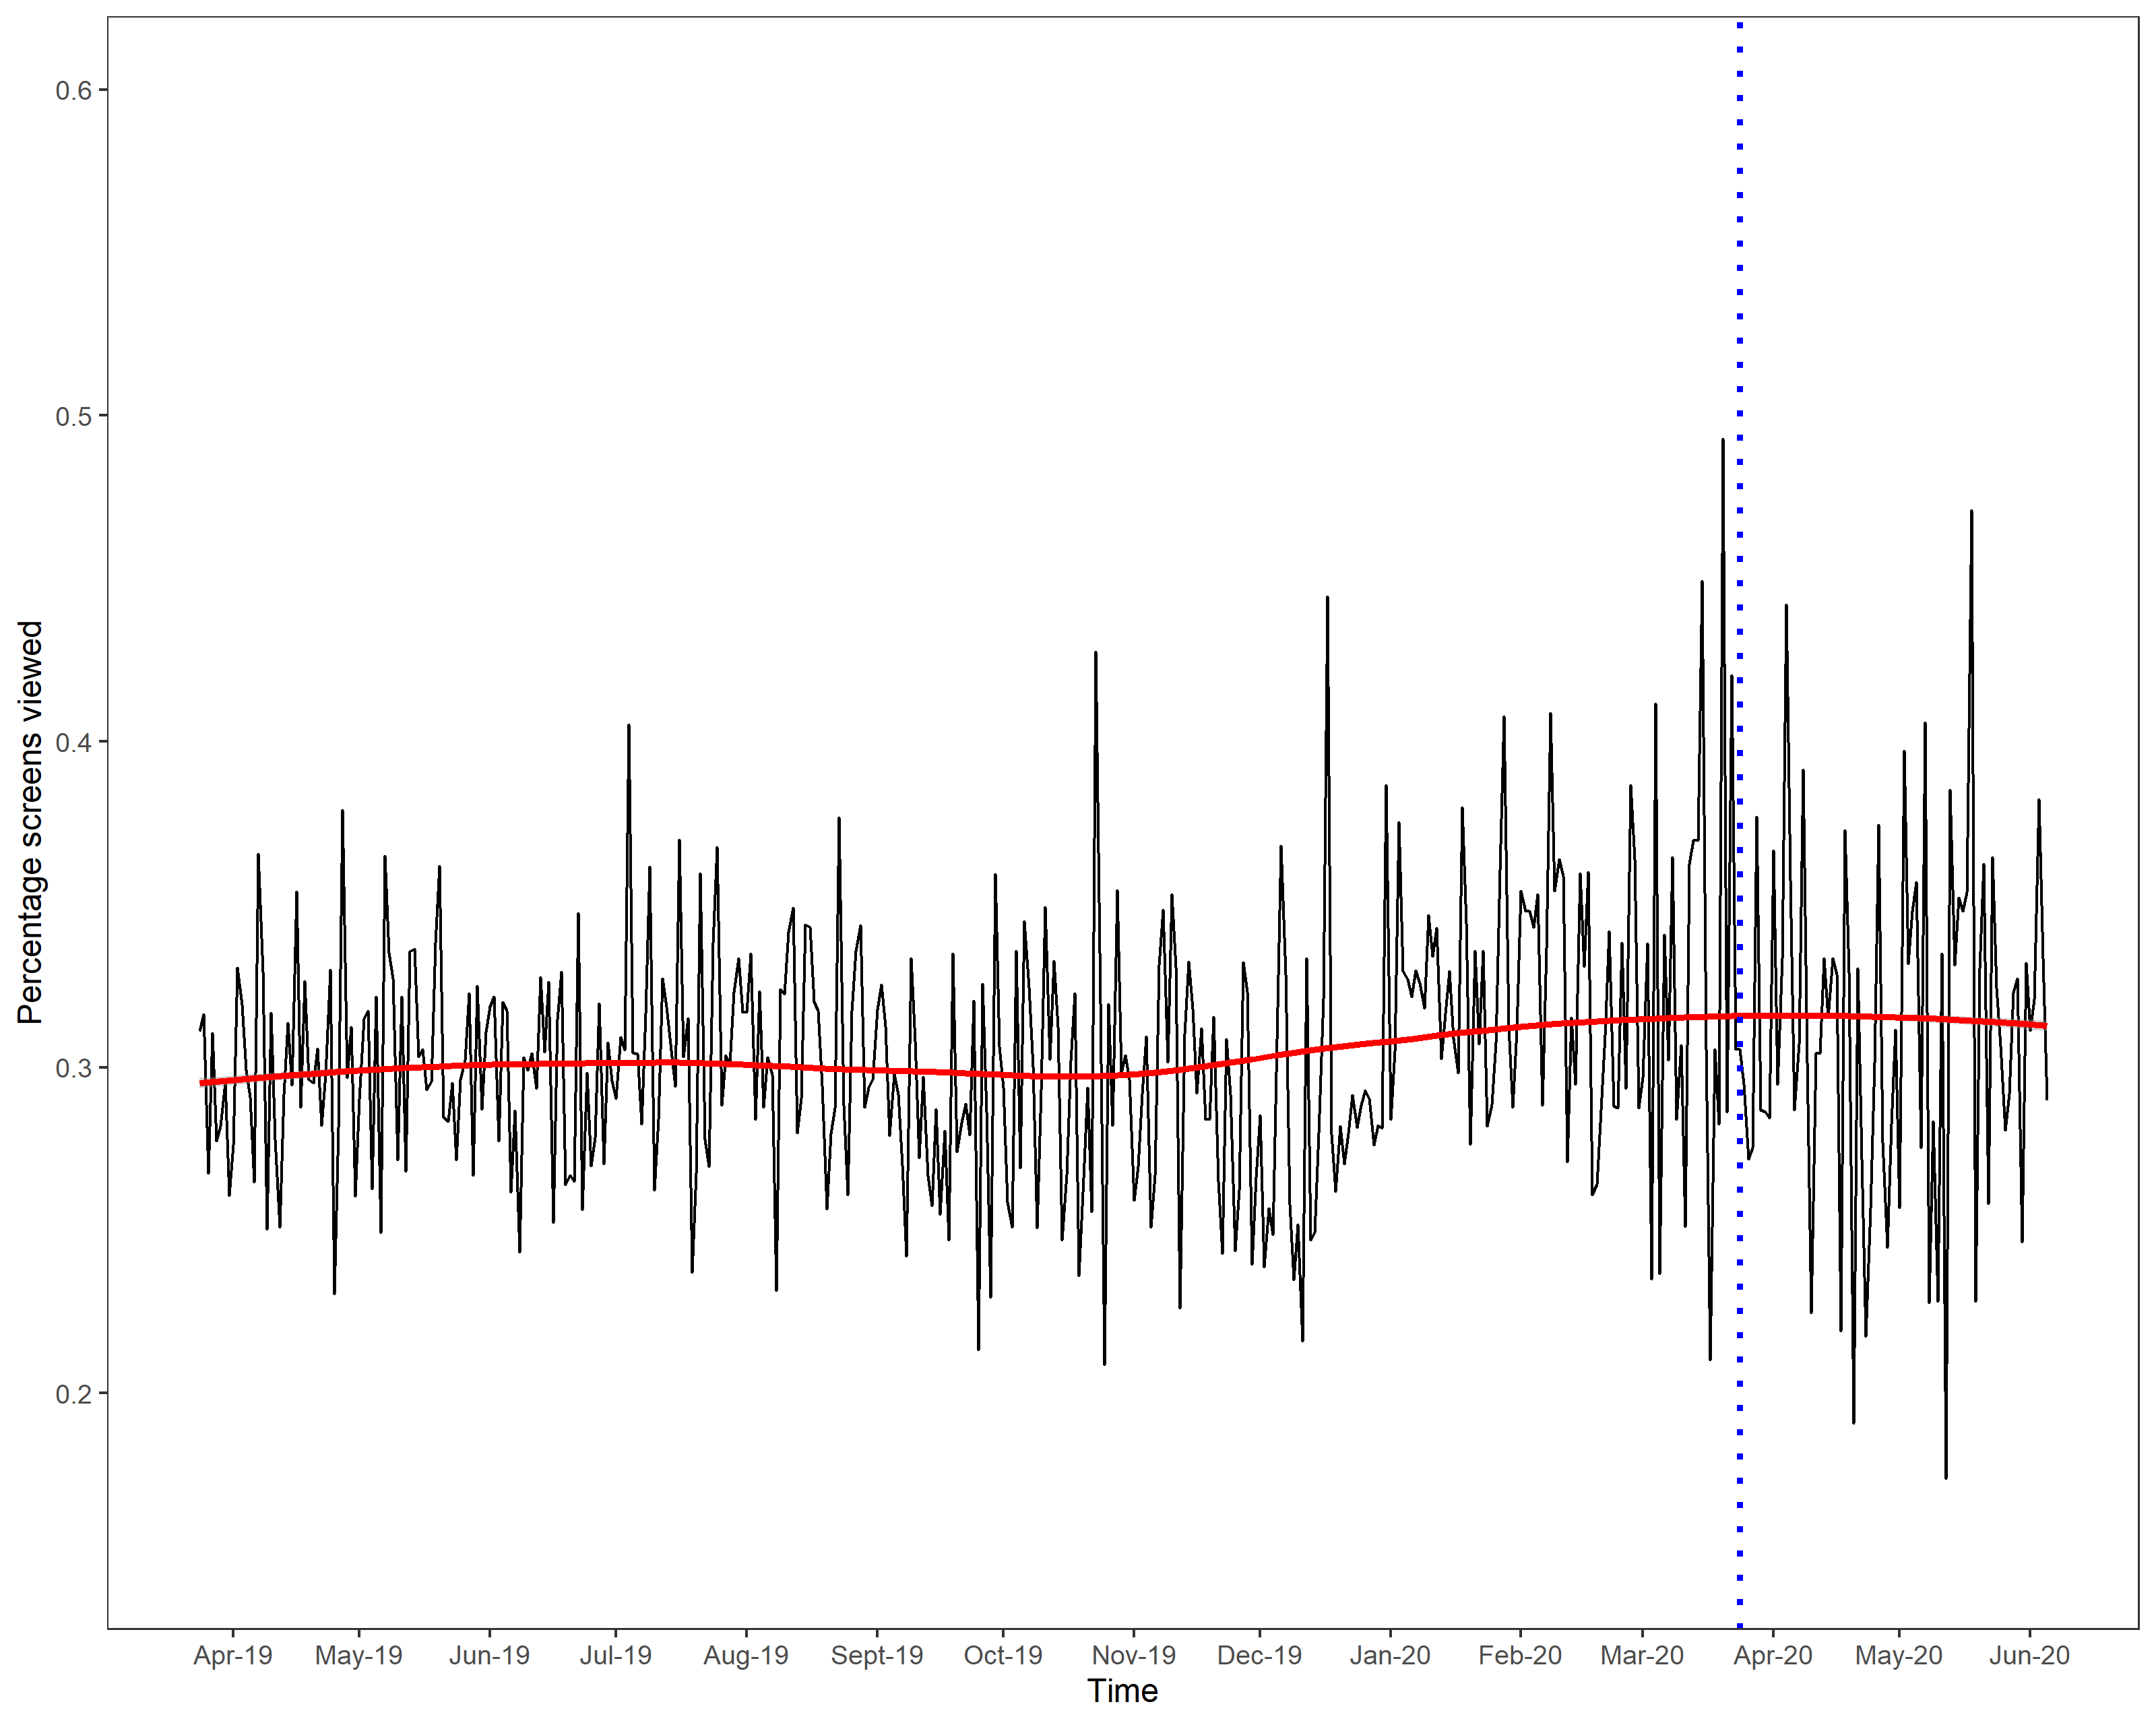 Percentage screens viewed
0.6
0.5
0.4
0.3
0.2
Apr-19 May-19 Jun-19 Jul-19 Aug-19 Sept-19 Oct-19 Nov-19 Dec-19 Jan-20 Feb-20 Mar-20 Apr-20 May-20 Jun-20
Time